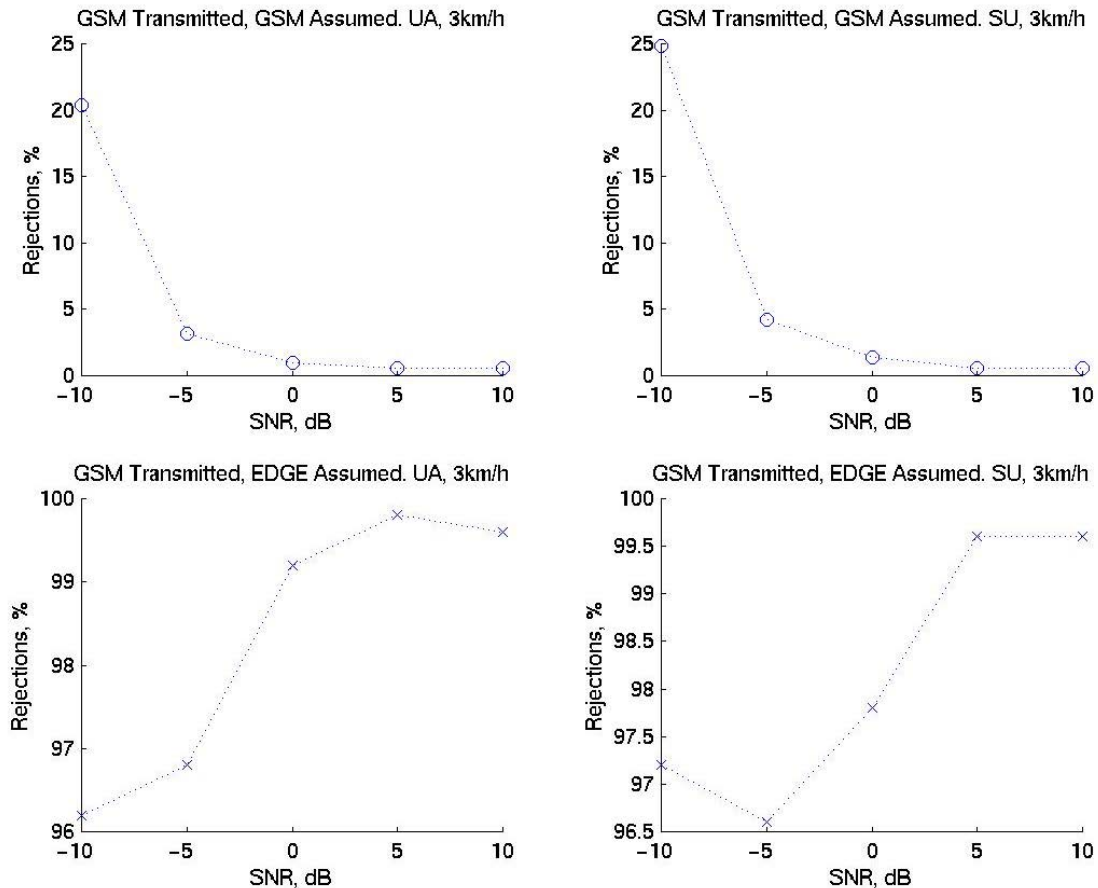 GSM Transmitted, GSM Assumed. UA, 3km/h
25
20
15
10
5
0
Rejections, %
−10 −5 0 5 10
SNR, dB
GSM Transmitted, GSM Assumed. SU, 3km/h
25
20
15
10
5
0
Rejections, %
−10 −5 0 5 10
SNR, dB
GSM Transmitted, EDGE Assumed. UA, 3km/h
100
99
98
97
96
Rejections, %
−10 −5 0 5 10
SNR, dB
GSM Transmitted, EDGE Assumed. SU, 3km/h
100
99.5
99
98.5
98
97.5
97
96.5
Rejections, %
−10 −5 0 5 10
SNR, dB